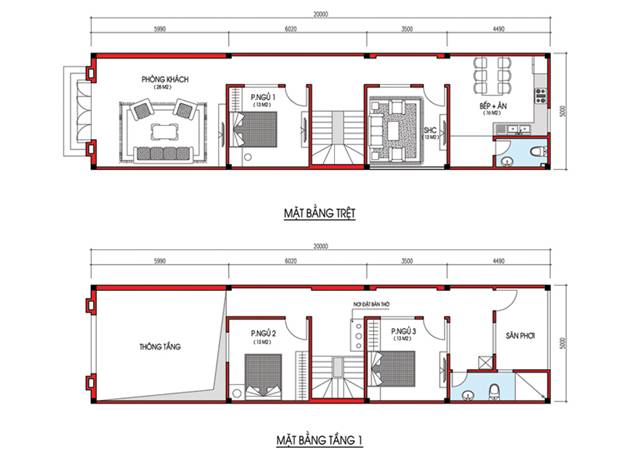 20000
5990 6020 3500 4490
PHÒNG KHÁCH
( 28 M2 )
P.NGỦ 1
( 13 M2 )
SHC
( 13 M2 )
BẾP + ĂN
( 16 M2 )
5000
MẶT BẰNG TRỆT
20000
5990 6020 3500 4490
NƠI ĐẶT BÀN THỜ
THÔNG TẦNG
P.NGỦ 2
( 13 M2 )
P.NGỦ 3
( 13 M2 )
SÂN PHƠI
5000
MẶT BẰNG TẦNG 1